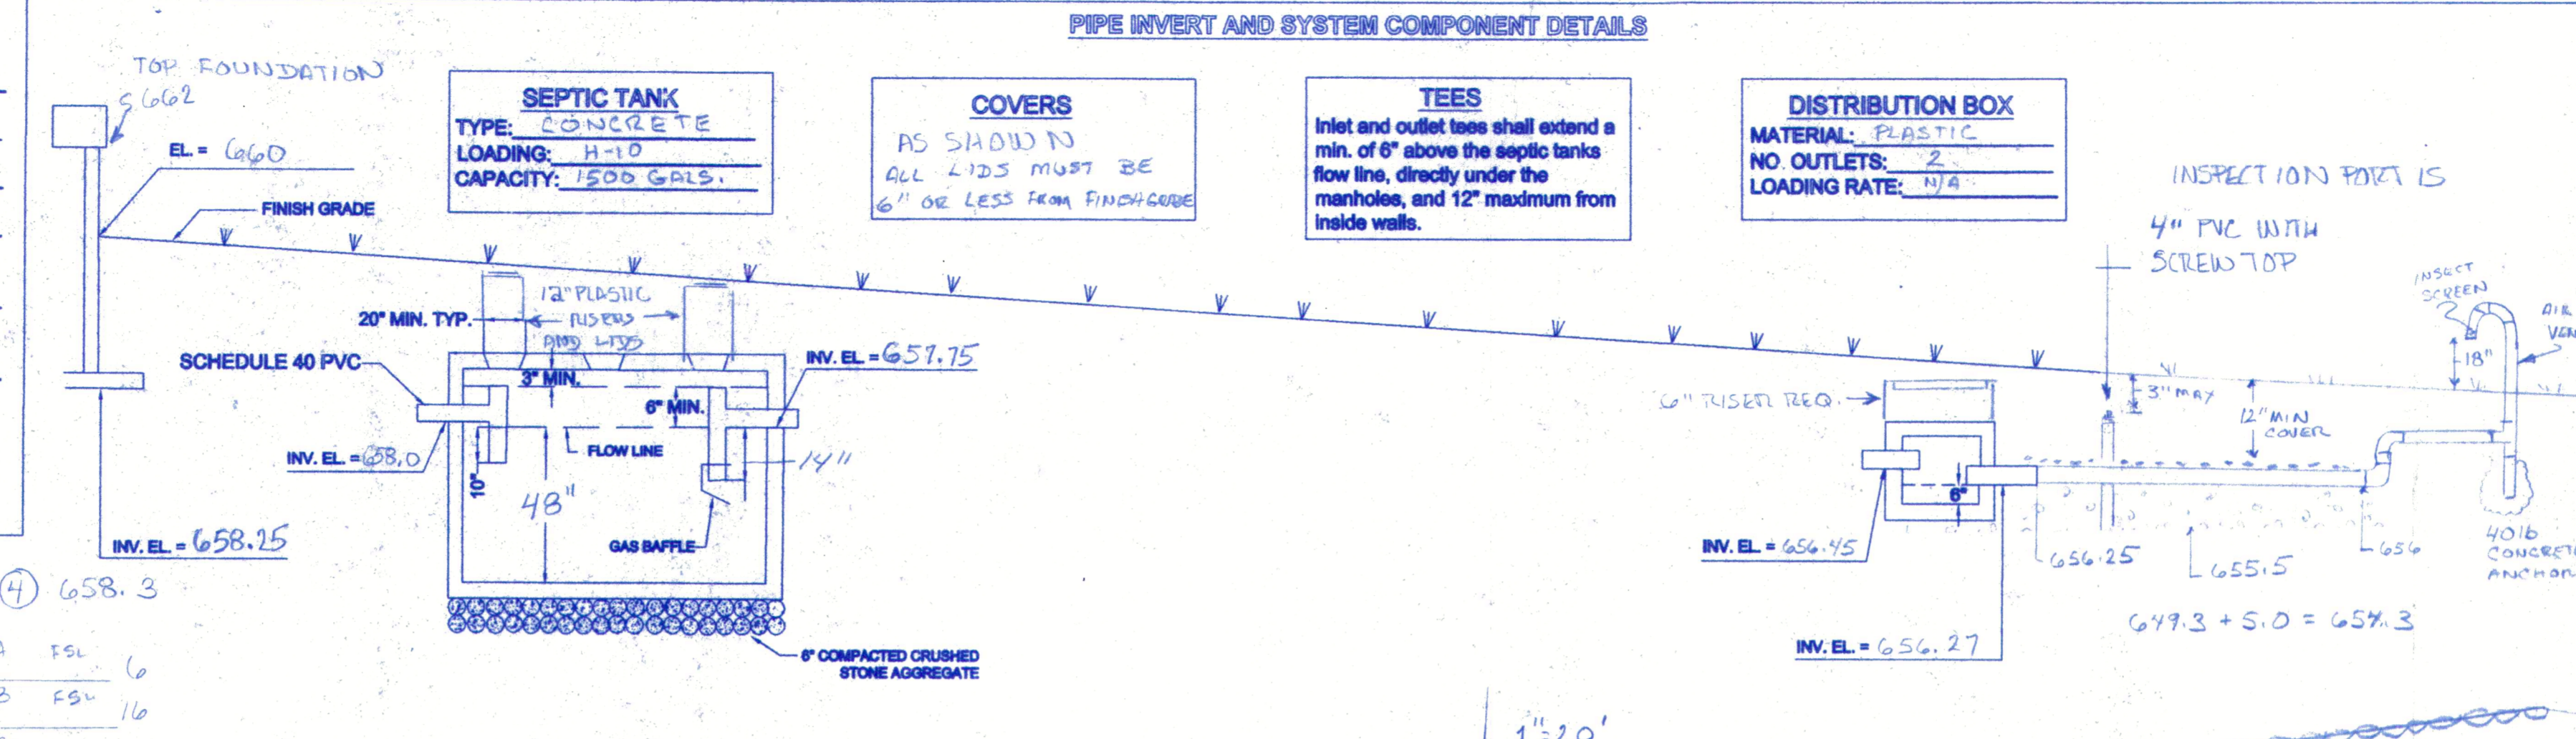 PIPE INVERT AND SYSTEM COMPONENT DETAILS
TOP FOUNDATION
662
EL. = 660
FINISH GRADE
SEPTIC TANK
TYPE: CONCRETE
LOADING: H-10
CAPACITY: 1500 GALS.
COVERS
AS SHOWN
ALL LIDS MUST BE
6" OR LESS FROM FINISH GRADE
TEES
Inlet and outlet tees shall extend a
min. of 6" above the septic tanks
flow line, directly under the
manholes, and 12" maximum from
inside walls.
DISTRIBUTION BOX
MATERIAL: PLASTIC
NO. OUTLETS: 2
LOADING RATE: N/A
INSPECTION PORT IS
4" PVC WITH
SCREW TOP
INSECT
SCREEN
AIR
VEN
18"
12" PLASTIC
RISERS
AND LIDS
20" MIN. TYP.
SCHEDULE 40 PVC
3" MIN.
6" MIN.
INV. EL. = 657.75
FLOW LINE
INV. EL. = 658.0
10"
48"
14"
GAS BAFFLE
INV. EL. = 658.25
6" COMPACTED CRUSHED
STONE AGGREGATE
6" RISER REQ.
3" MAX
12" MIN
COVER
6"
INV. EL. = 656.45
656.25
655.5
656
40lb
CONCRETE
ANCHOR
INV. EL. = 656.27
649.3 + 5.0 = 654.3
4 658.3
FSL 6
FSL 16
1"=20'